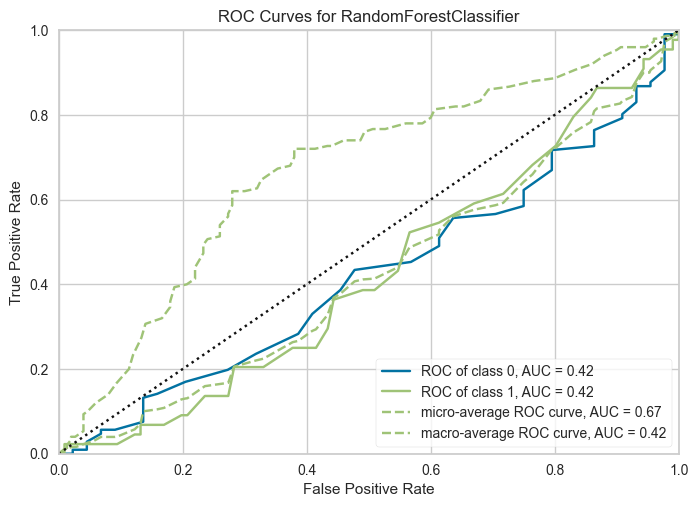 ROC Curves for RandomForestClassifier
True Positive Rate
1.0
0.8
0.6
0.4
0.2
0.0
ROC of class 0, AUC = 0.42
ROC of class 1, AUC = 0.42
micro-average ROC curve, AUC = 0.67
macro-average ROC curve, AUC = 0.42
0.0 0.2 0.4 0.6 0.8 1.0
False Positive Rate